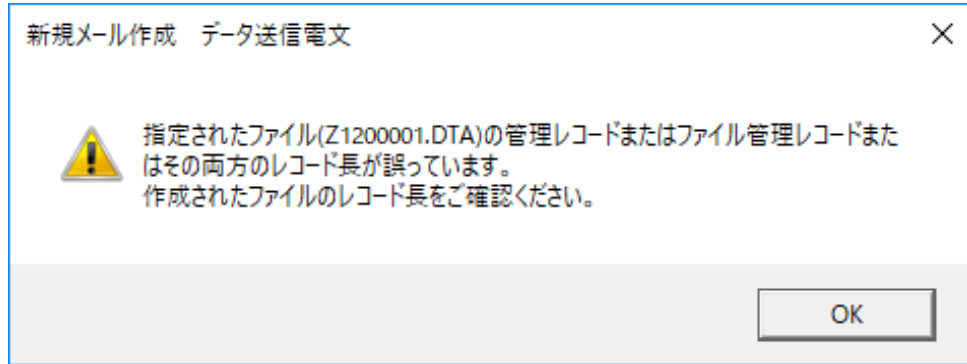 新規メール作成　データ送信電文
指定されたファイル(Z1200001.DTA)の管理レコードまたはファイル管理レコードまた
はその両方のレコード長が誤っています。
作成されたファイルのレコード長をご確認ください。
OK